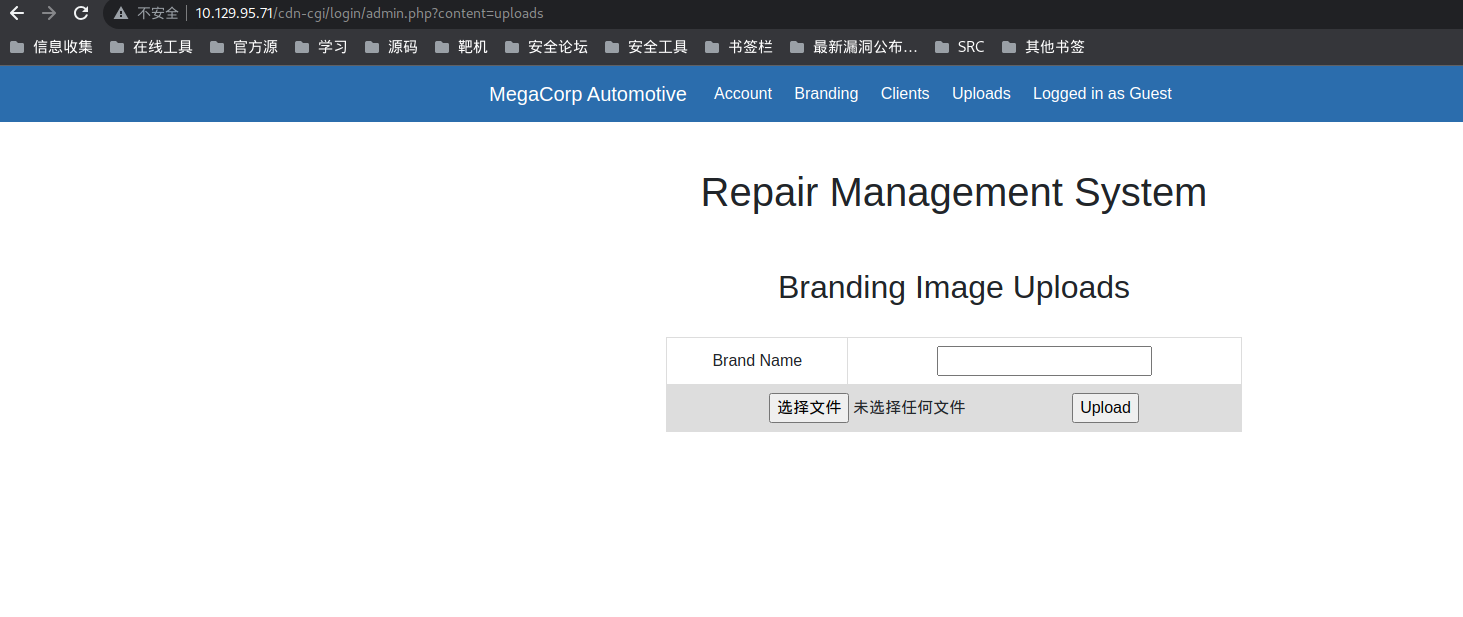 不安全 10.129.95.71/cdn-cgi/login/admin.php?content=uploads
信息收集 在线工具 官方源 学习 源码 靶机 安全论坛 安全工具 书签栏 最新漏洞公布... SRC 其他书签
MegaCorp Automotive Account Branding Clients Uploads Logged in as Guest
Repair Management System
Branding Image Uploads
Brand Name
选择文件 未选择任何文件 Upload